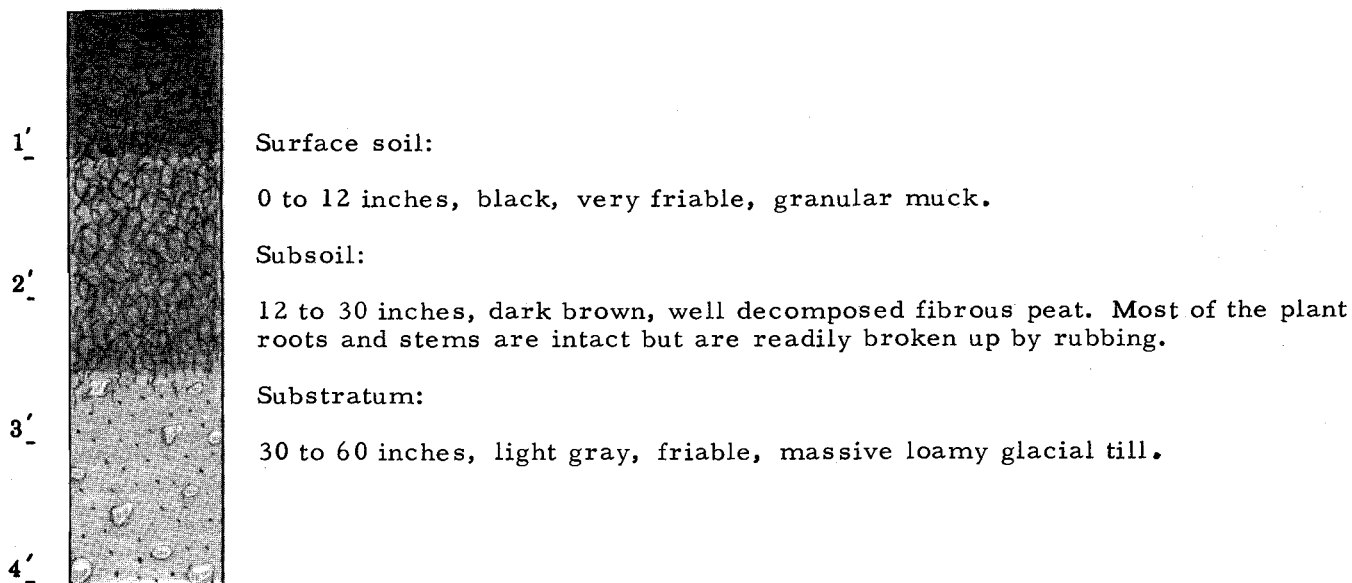 1'
Surface soil:
0 to 12 inches, black, very friable, granular muck.
Subsoil:
2'
12 to 30 inches, dark brown, well decomposed fibrous peat. Most of the plant
roots and stems are intact but are readily broken up by rubbing.
Substratum:
3'
30 to 60 inches, light gray, friable, massive loamy glacial till.
4'